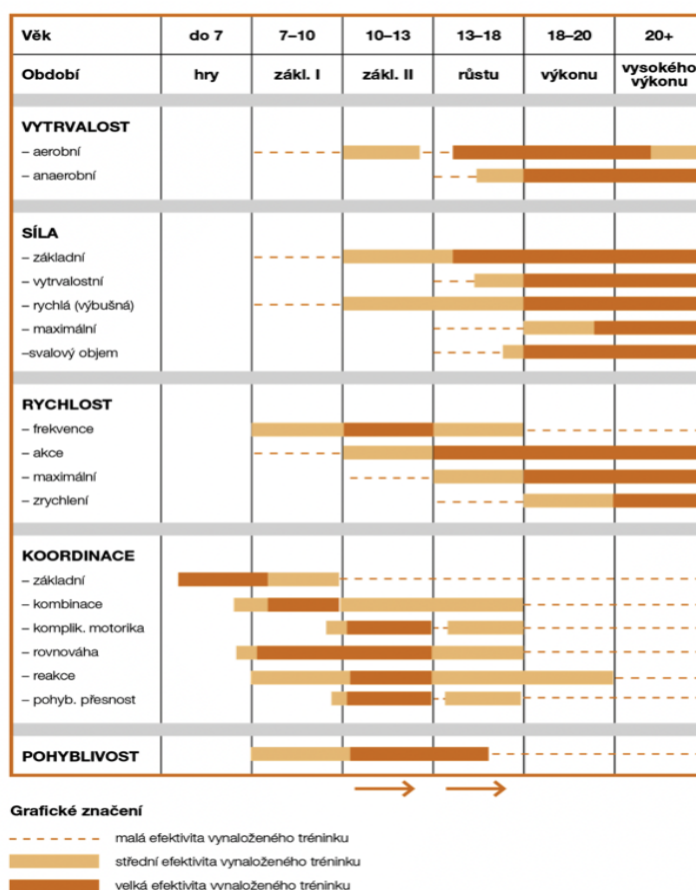 Věk do 7 7–10 10–13 13–18 18–20 20+
Období hry zákl. I zákl. II růstu výkonu vysokého výkonu
VYTRVALOST
– aerobní
– anaerobní
SÍLA
– základní
– vytrvalostní
– rychlá (výbušná)
– maximální
–svalový objem
RYCHLOST
– frekvence
– akce
– maximální
– zrychlení
KOORDINACE
– základní
– kombinace
– komplik. motorika
– rovnováha
– reakce
– pohyb. přesnost
POHYBLIVOST
Grafické značení
malá efektivita vynaloženého tréninku
střední efektivita vynaloženého tréninku
velká efektivita vynaloženého tréninku